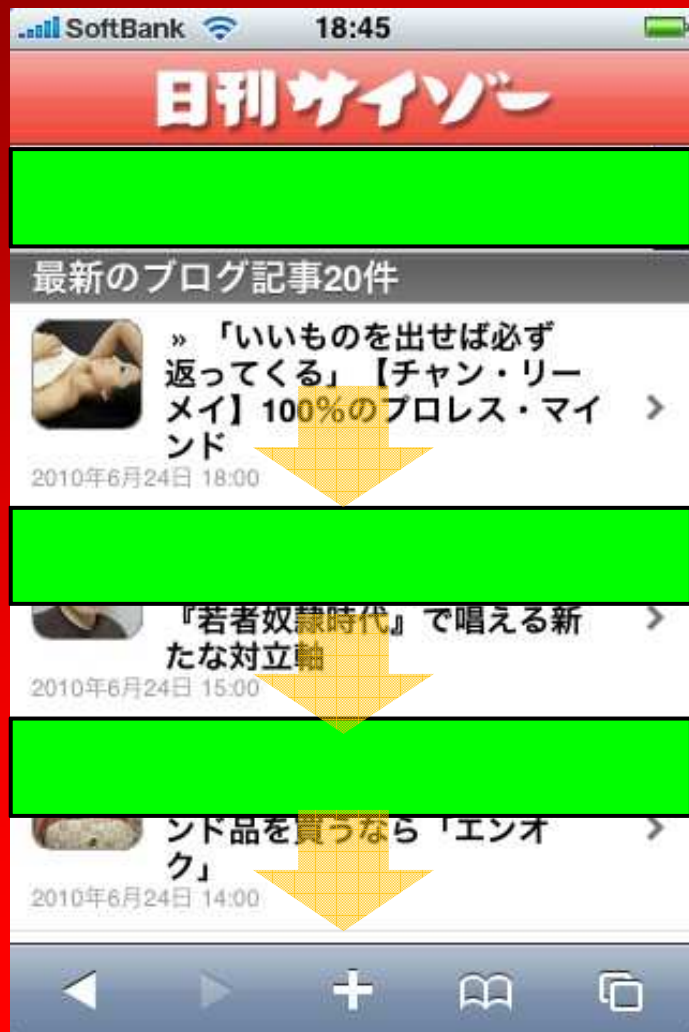 SoftBank 18:45
日刊サイゾー
最新のブログ記事20件
» 「いいものを出せば必ず
返ってくる」【チャン・リー
メイ】100%のプロレス・マイ
ンド
2010年6月24日 18:00
『若者奴隷時代』で唱える新
たな対立軸
2010年6月24日 15:00
ンド品を買うなら「エンオ
ク」
2010年6月24日 14:00